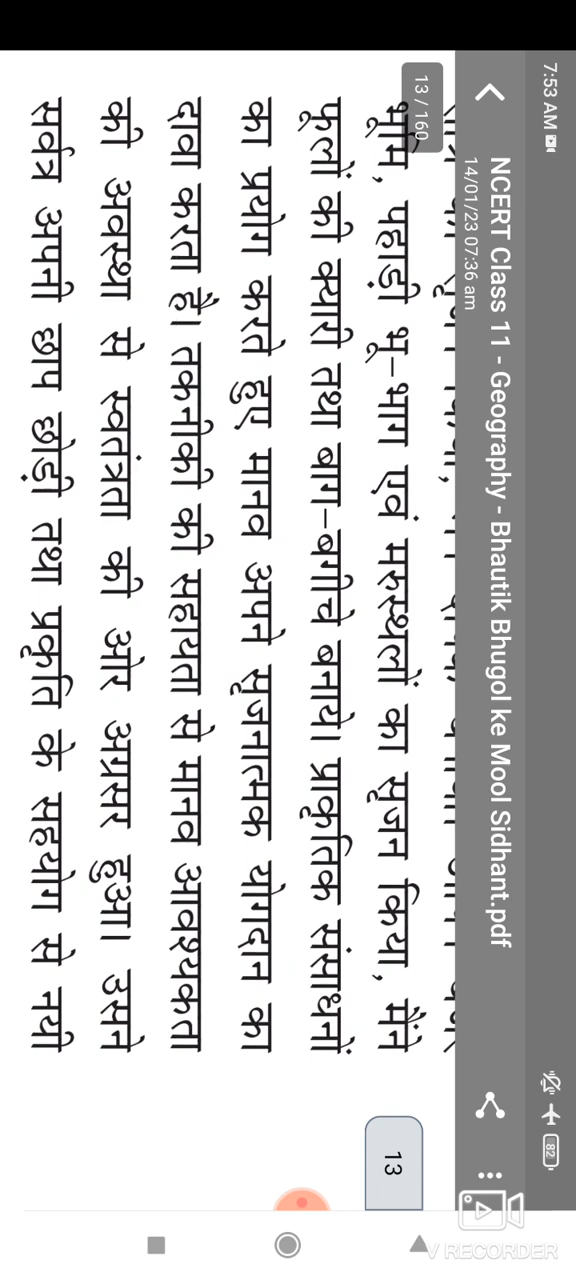 7:53 AM
82
NCERT Class 11 - Geography - Bhautik Bhugol ke Mool Sidhant.pdf
14/01/23 07:36 am
13 / 160
भूमि, पहाड़ी भू-भाग एवं मरुस्थलों का सृजन किया, मैंने
फूलों की क्यारी तथा बाग-बगीचे बनाये। प्राकृतिक संसाधनों
का प्रयोग करते हुए मानव अपने सृजनात्मक योगदान का
दावा करता है। तकनीकी की सहायता से मानव आवश्यकता
की अवस्था से स्वतंत्रता की ओर अग्रसर हुआ। उसने
सर्वत्र अपनी छाप छोड़ी तथा प्रकृति के सहयोग से नयी
13
V RECORDER